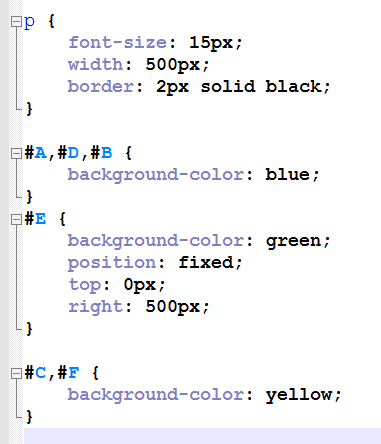 p {
font-size: 15px;
width: 500px;
border: 2px solid black;
}
#A,#D,#B {
background-color: blue;
}
#E {
background-color: green;
position: fixed;
top: 0px;
right: 500px;
}
#C,#F {
background-color: yellow;
}